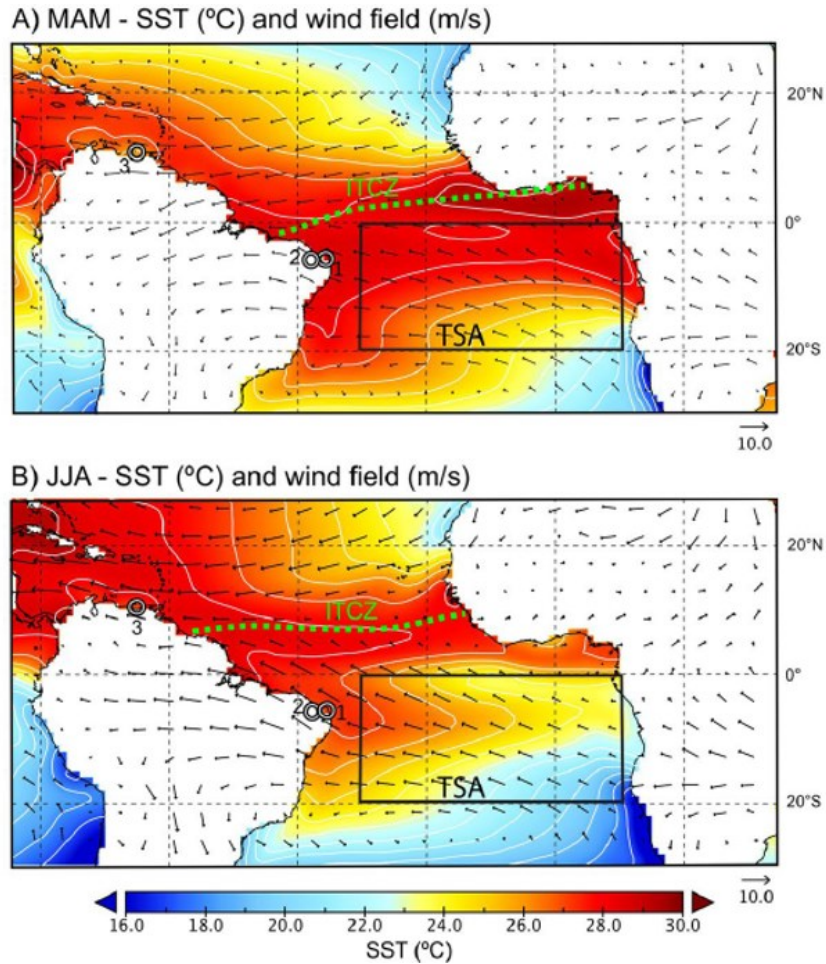 A) MAM - SST (ºC) and wind field (m/s)
20°N
3
ITCZ
0°
2 1
TSA
20°S
10.0
B) JJA - SST (ºC) and wind field (m/s)
20°N
ITCZ
3
0°
2 1
TSA
20°S
10.0
16.0 18.0 20.0 22.0 24.0 26.0 28.0 30.0
SST (ºC)